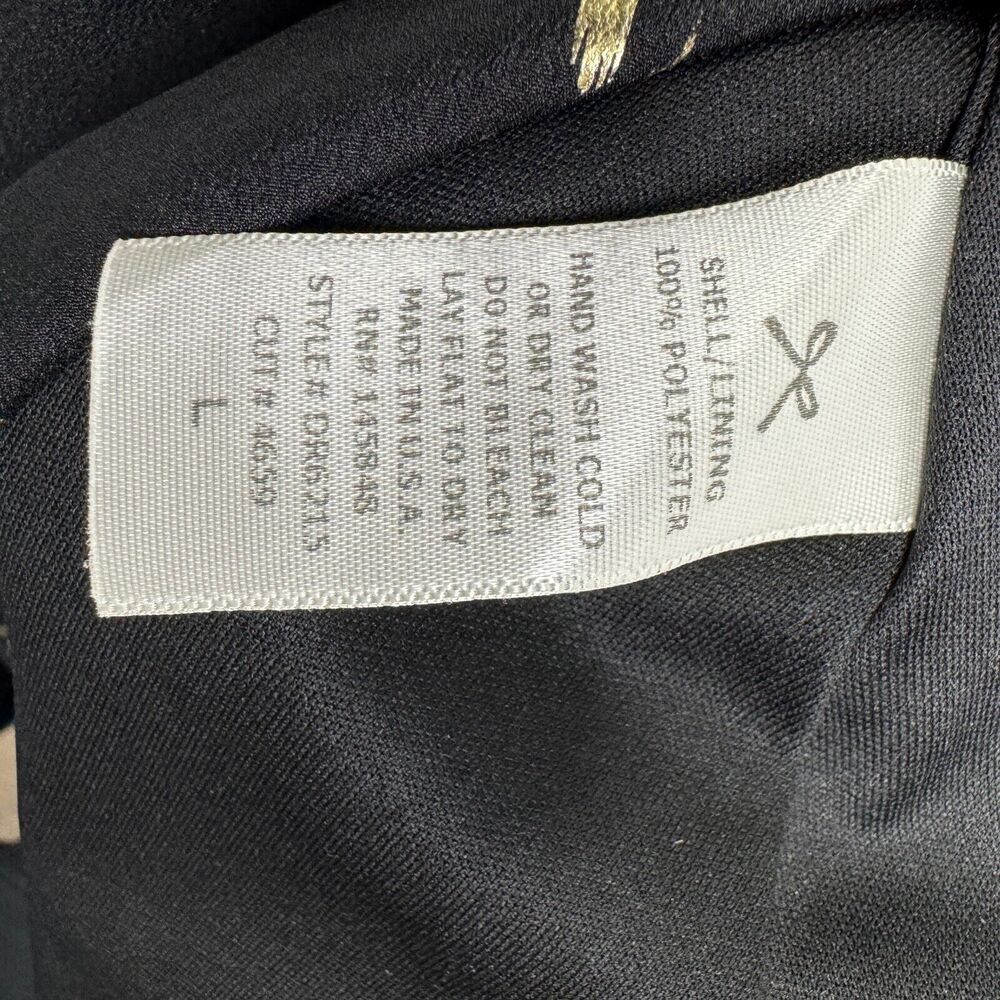 SHELL/LINING
100% POLYESTER
HAND WASH COLD
OR DRY CLEAN
DO NOT BLEACH
LAY FLAT TO DRY
MADE IN U.S.A.
RN# 145848
STYLE# DR6721S
CUT# 4659
L